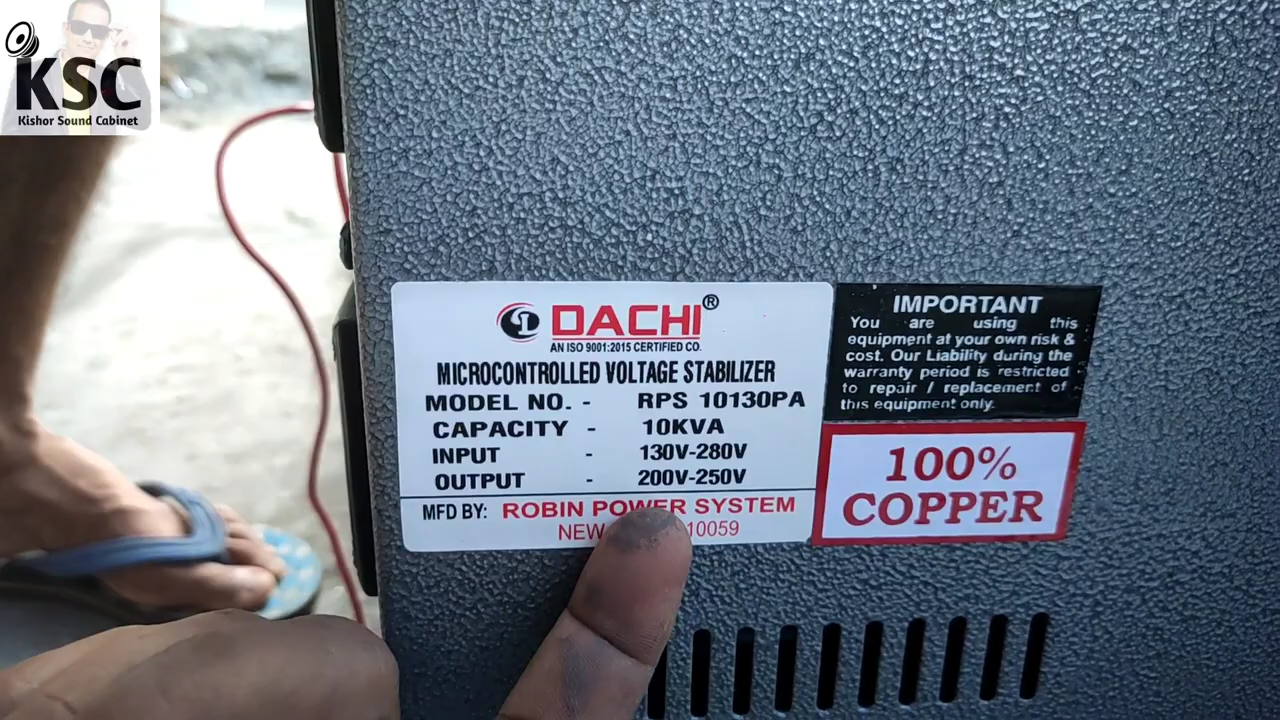 KSC
Kishor Sound Cabinet
DACHI®
AN ISO 9001:2015 CERTIFIED CO.
MICROCONTROLLED VOLTAGE STABILIZER
MODEL NO. - RPS 10130PA
CAPACITY - 10KVA
INPUT - 130V-280V
OUTPUT - 200V-250V
MFD BY: ROBIN POWER SYSTEM
NEW 10059
IMPORTANT
You are using this
equipment at your own risk &
cost. Our Liability during the
warranty period is restricted
to repair / replacement of
this equipment only.
100%
COPPER